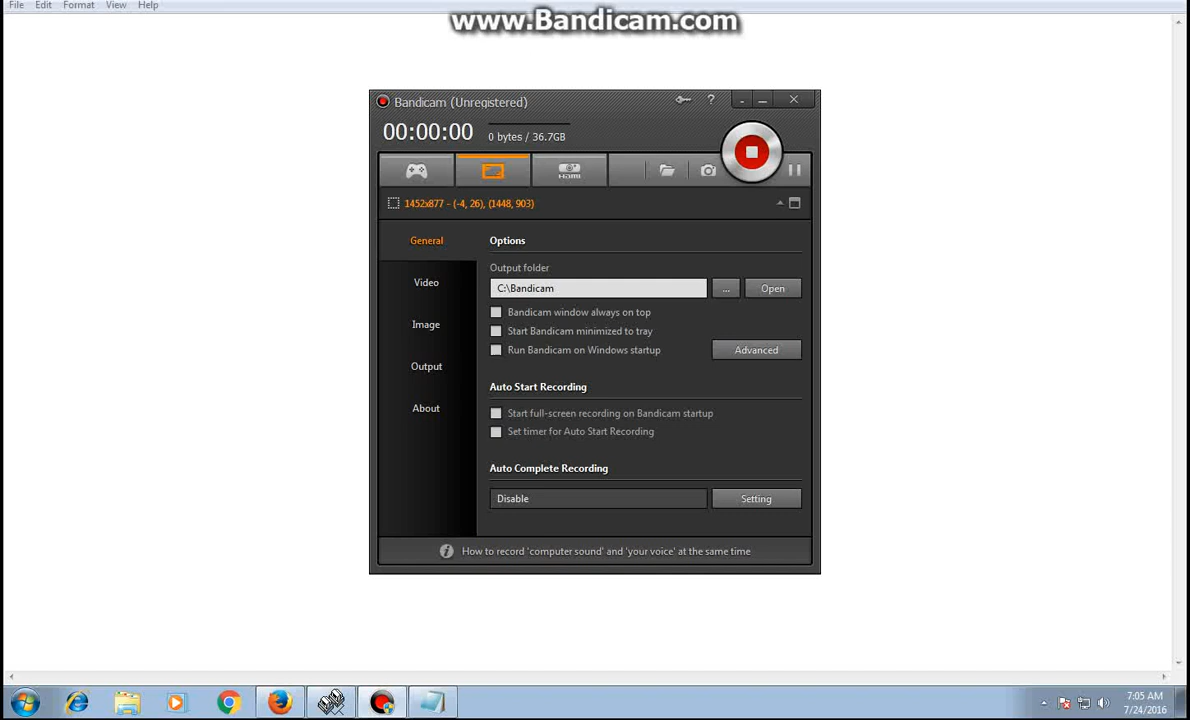 File Edit Format View Help
www.Bandicam.com
Bandicam (Unregistered)
?
00:00:00
0 bytes / 36.7GB
HDMI
1452x877 - (-4, 26), (1448, 903)
General
Video
Image
Output
About
Options
Output folder
C:\Bandicam
...
Open
Bandicam window always on top
Start Bandicam minimized to tray
Run Bandicam on Windows startup
Advanced
Auto Start Recording
Start full-screen recording on Bandicam startup
Set timer for Auto Start Recording
Auto Complete Recording
Disable
Setting
How to record 'computer sound' and 'your voice' at the same time
7:05 AM
7/24/2016